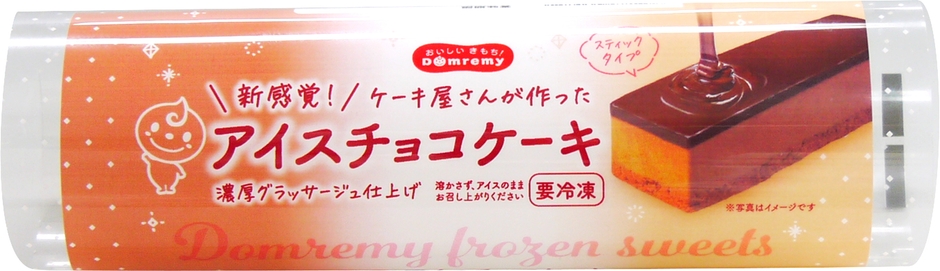 おいしい きもち!
Domremy
スティック
タイプ
新感覚! ケーキ屋さんが作った
アイスチョコケーキ
濃厚グラッサージュ仕上げ
溶かさず、アイスのまま
お召し上がりください
要冷凍
※写真はイメージです
Domremy frozen sweets